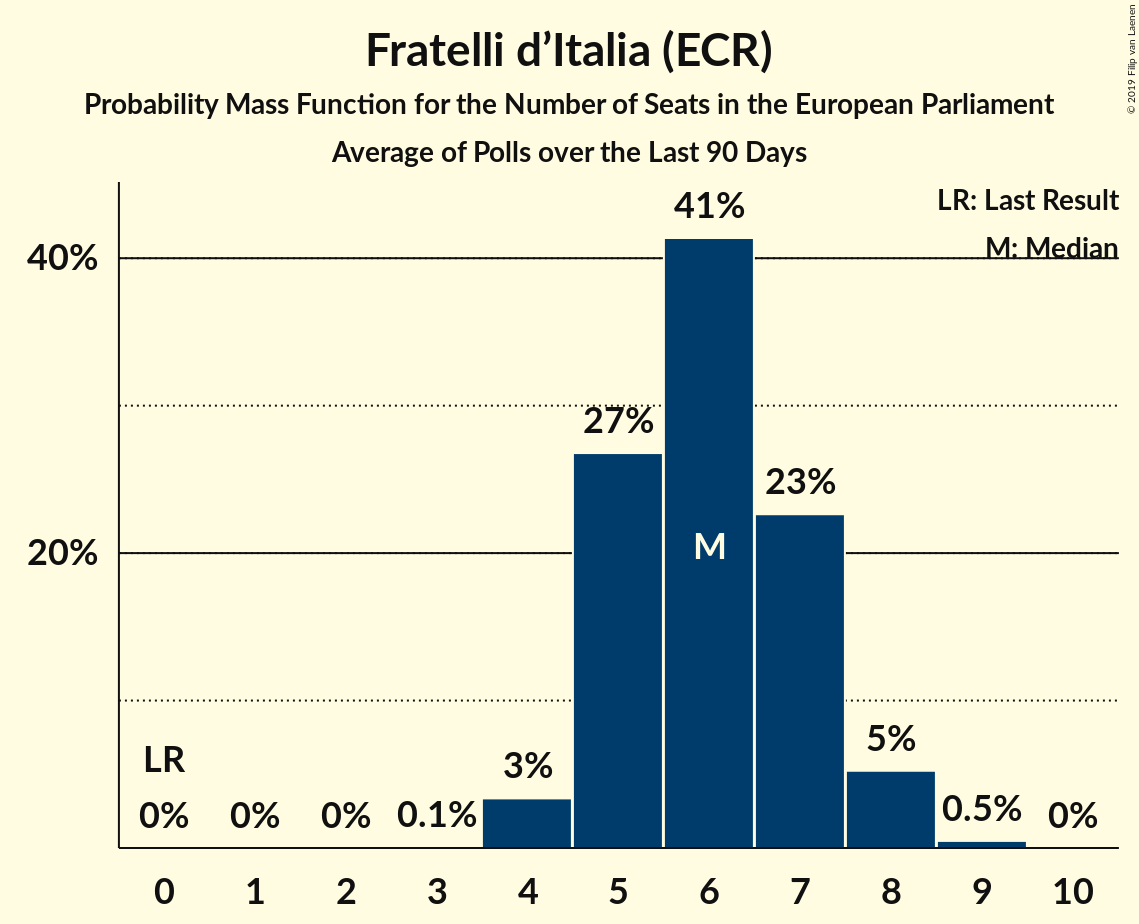 Fratelli d’Italia (ECR)
Probability Mass Function for the Number of Seats in the European Parliament
Average of Polls over the Last 90 Days
© 2019 Filip van Laenen
LR: Last Result
M: Median
41%
40%
27%
23%
M
20%
LR
5%
3%
0% 0% 0% 0.1% 0.5% 0%
0 1 2 3 4 5 6 7 8 9 10